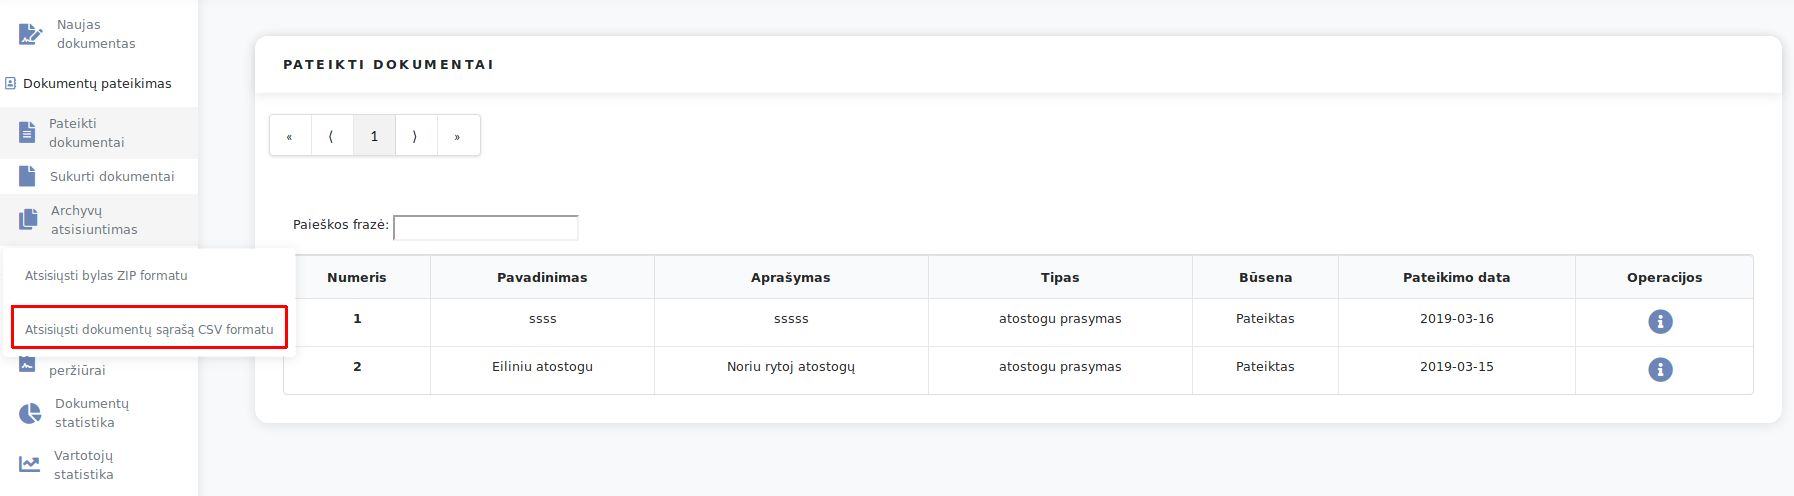 Naujas
dokumentas
Dokumentų pateikimas
Pateikti
dokumentai
Sukurti dokumentai
Archyvų
atsisiuntimas
Atsisiųsti bylas ZIP formatu
Atsisiųsti dokumentų sąrašą CSV formatu
peržiūrai
Dokumentų
statistika
Vartotojų
statistika
PATEIKTI DOKUMENTAI
« ⟨ 1 ⟩ »
Paieškos frazė:
Numeris Pavadinimas Aprašymas Tipas Būsena Pateikimo data Operacijos
1 ssss sssss atostogu prasymas Pateiktas 2019-03-16
2 Eiliniu atostogu Noriu rytoj atostogų atostogu prasymas Pateiktas 2019-03-15